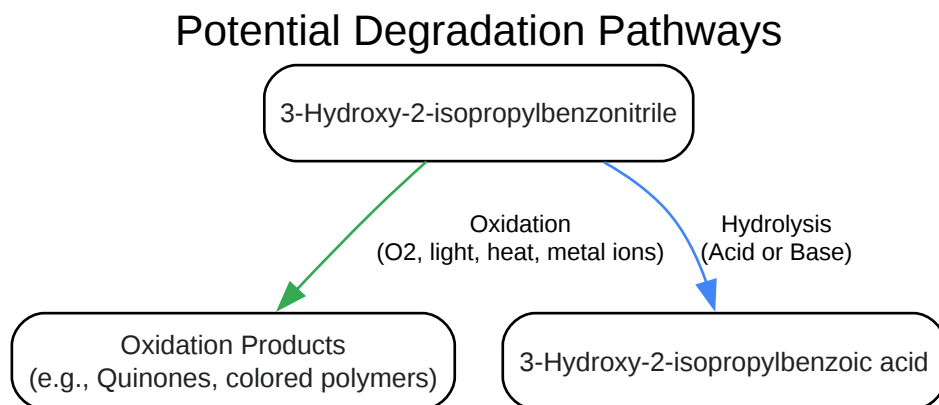 Potential Degradation Pathways
3-Hydroxy-2-isopropylbenzonitrile
Oxidation
(O2, light, heat, metal ions)
Hydrolysis
(Acid or Base)
Oxidation Products
(e.g., Quinones, colored polymers)
3-Hydroxy-2-isopropylbenzoic acid